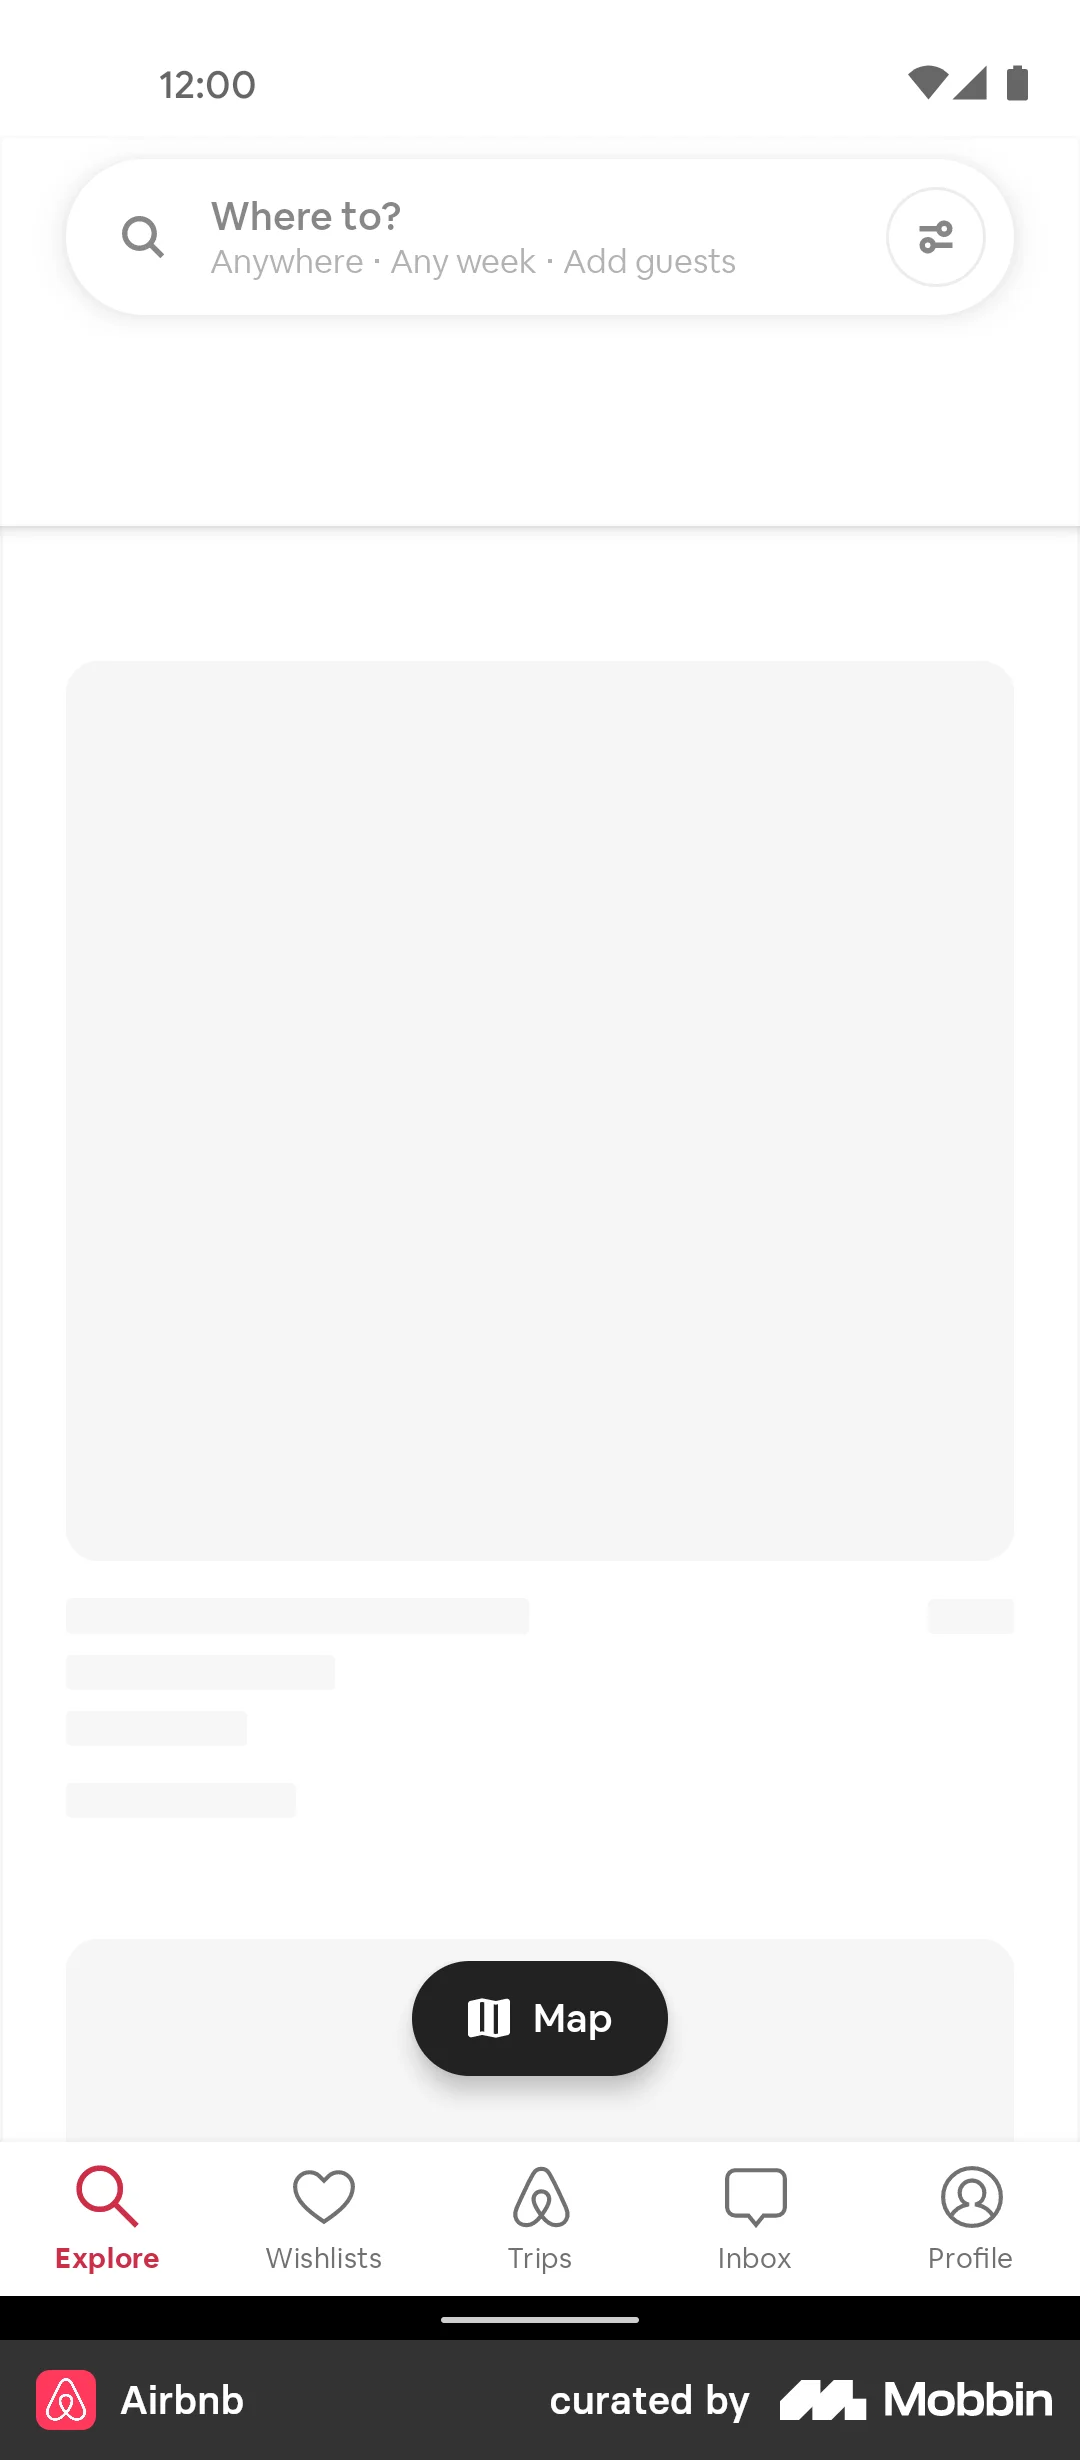 12:00
Where to?
Anywhere · Any week · Add guests
Map
Explore Wishlists Trips Inbox Profile
Airbnb curated by Mobbin